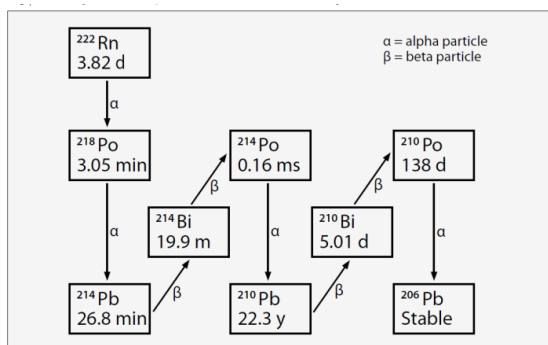 ²²²Rn
3.82 d
α = alpha particle
β = beta particle
α
²¹⁸Po
3.05 min
²¹⁴Po
0.16 ms
²¹⁰Po
138 d
β
β
²¹⁴Bi
19.9 m
²¹⁰Bi
5.01 d
α
α
α
²¹⁴Pb
26.8 min
β
²¹⁰Pb
22.3 y
β
²⁰⁶Pb
Stable